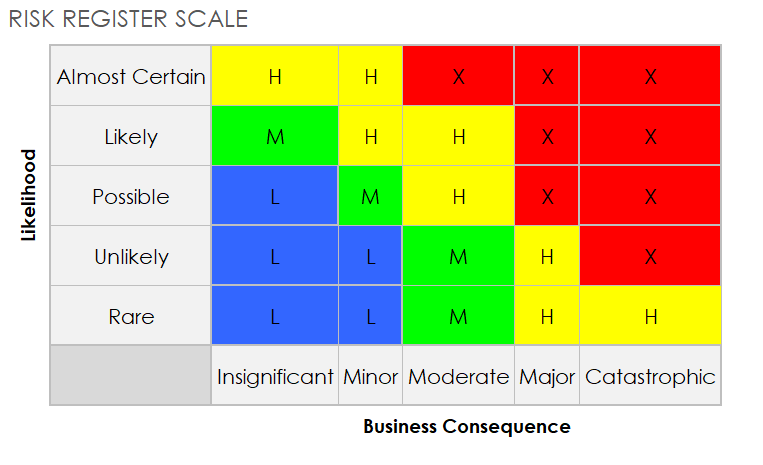 RISK REGISTER SCALE
Almost Certain H H X X X
Likely M H H X X
Likelihood
Possible L M H X X
Unlikely L L M H X
Rare L L M H H
Insignificant Minor Moderate Major Catastrophic
Business Consequence